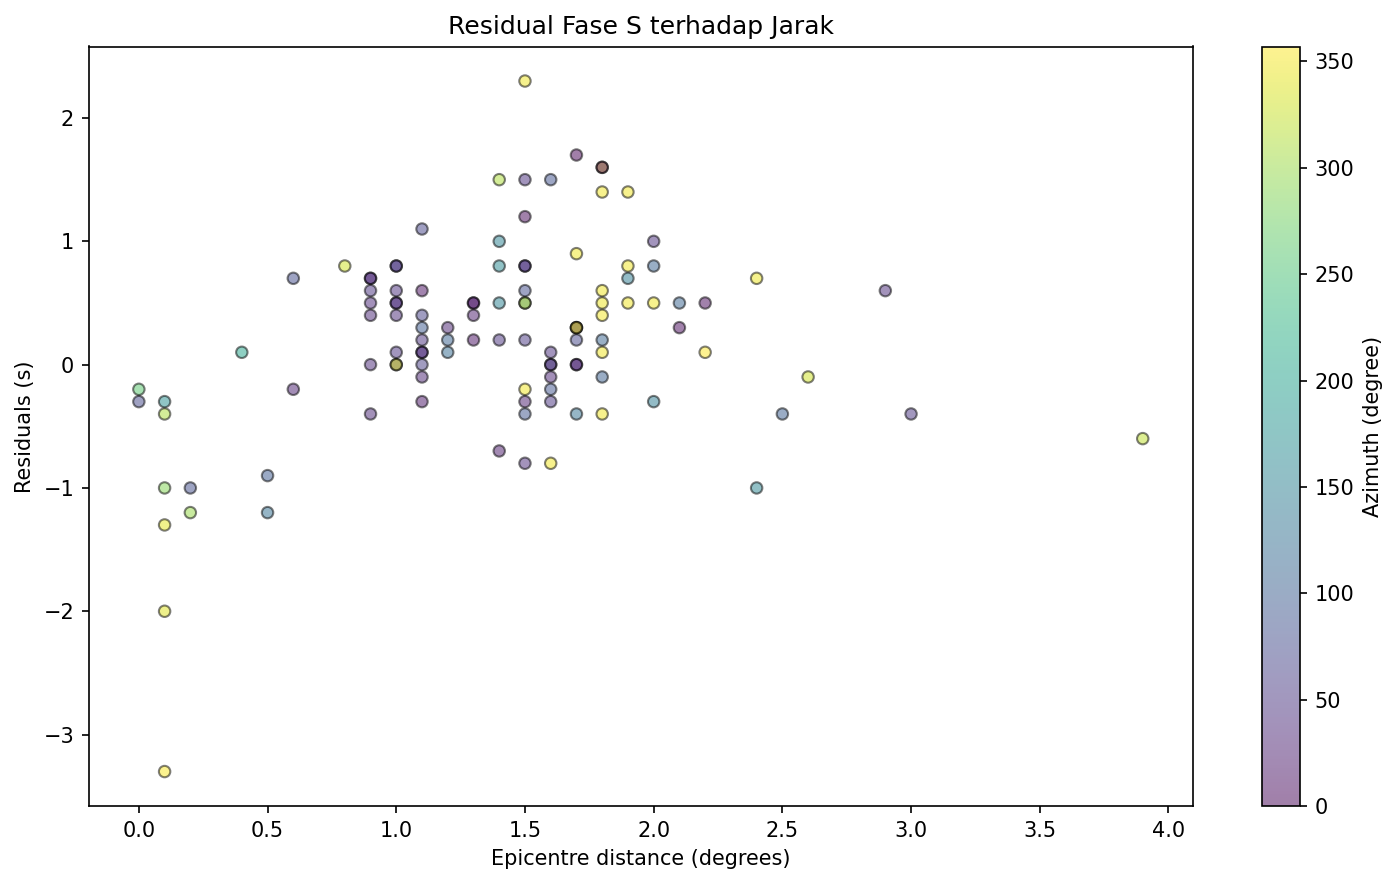 Residual Fase S terhadap Jarak
Residuals (s)
2
1
0
−1
−2
−3
0.0 0.5 1.0 1.5 2.0 2.5 3.0 3.5 4.0
Epicentre distance (degrees)
350
300
250
200
150
100
50
0
Azimuth (degree)